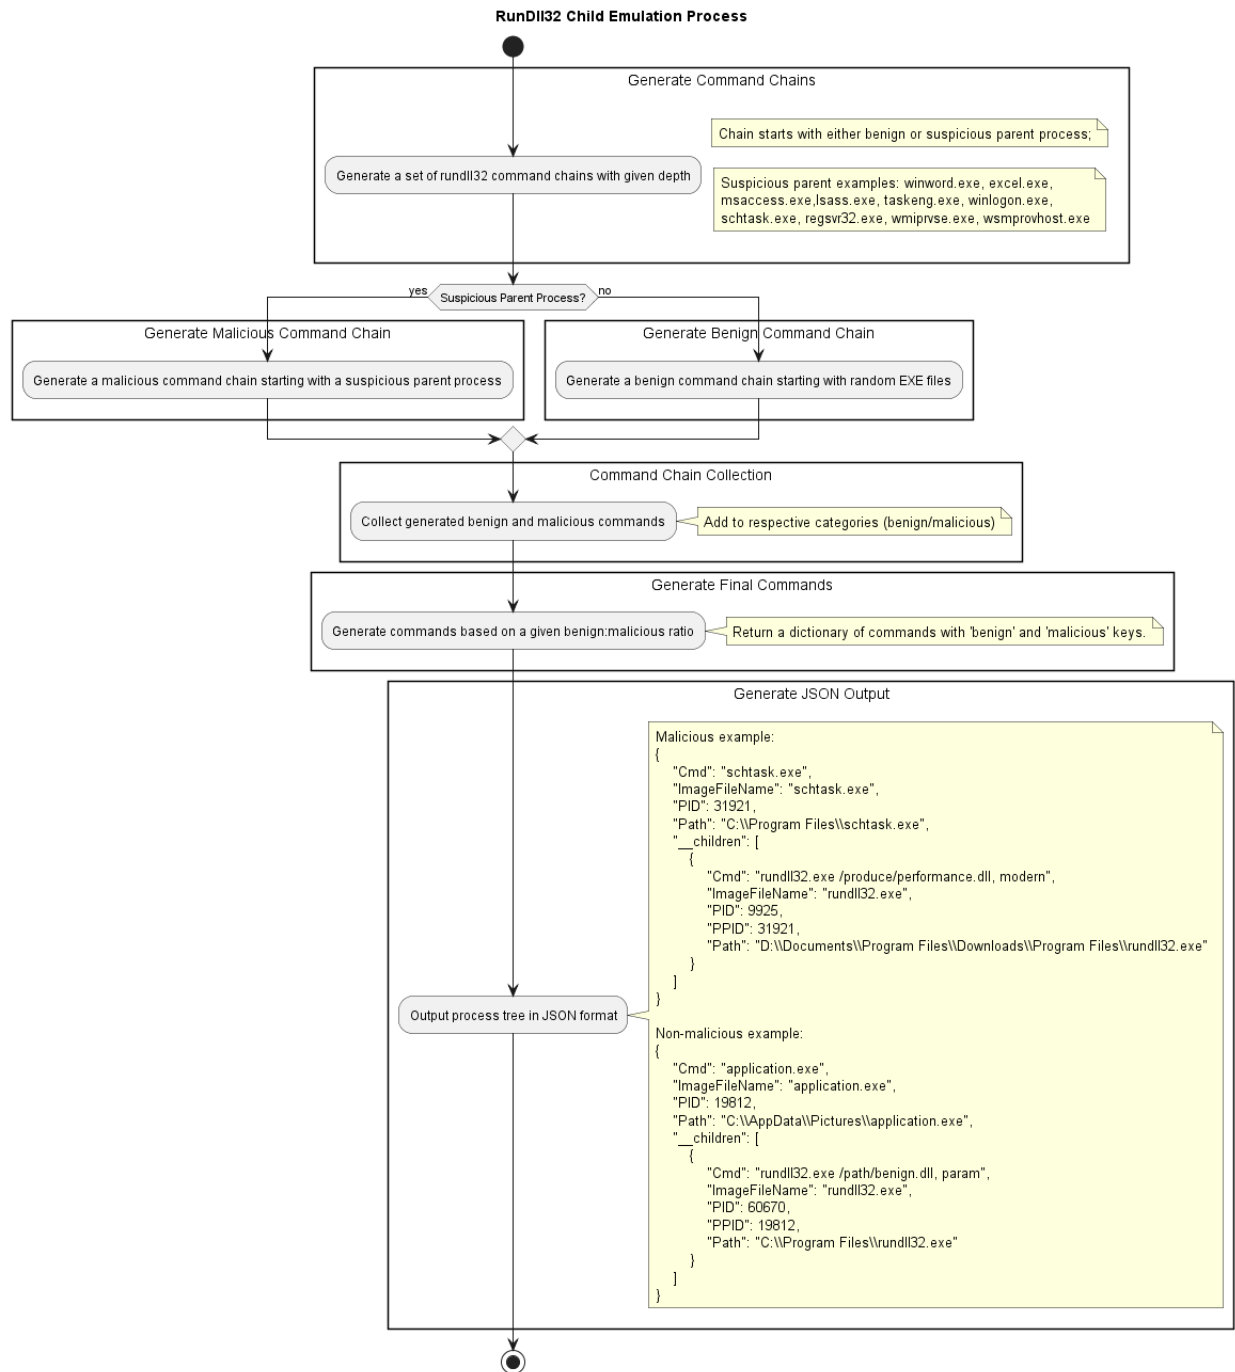 RunDll32 Child Emulation Process
Generate Command Chains
Chain starts with either benign or suspicious parent process;
Generate a set of rundll32 command chains with given depth
Suspicious parent examples: winword.exe, excel.exe,
msaccess.exe,lsass.exe, taskeng.exe, winlogon.exe,
schtask.exe, regsvr32.exe, wmiprvse.exe, wsmprovhost.exe
yes
Suspicious Parent Process?
no
Generate Malicious Command Chain
Generate a malicious command chain starting with a suspicious parent process
Generate Benign Command Chain
Generate a benign command chain starting with random EXE files
Command Chain Collection
Collect generated benign and malicious commands
Add to respective categories (benign/malicious)
Generate Final Commands
Generate commands based on a given benign:malicious ratio
Return a dictionary of commands with 'benign' and 'malicious' keys.
Generate JSON Output
Output process tree in JSON format
Malicious example:
{
"Cmd": "schtask.exe",
"ImageFileName": "schtask.exe",
"PID": 31921,
"Path": "C:\\Program Files\\schtask.exe",
"__children": [
{
"Cmd": "rundll32.exe /produce/performance.dll, modern",
"ImageFileName": "rundll32.exe",
"PID": 9925,
"PPID": 31921,
"Path": "D:\\Documents\\Program Files\\Downloads\\Program Files\\rundll32.exe"
}
]
}
Non-malicious example:
{
"Cmd": "application.exe",
"ImageFileName": "application.exe",
"PID": 19812,
"Path": "C:\\AppData\\Pictures\\application.exe",
"__children": [
{
"Cmd": "rundll32.exe /path/benign.dll, param",
"ImageFileName": "rundll32.exe",
"PID": 60670,
"PPID": 19812,
"Path": "C:\\Program Files\\rundll32.exe"
}
]
}